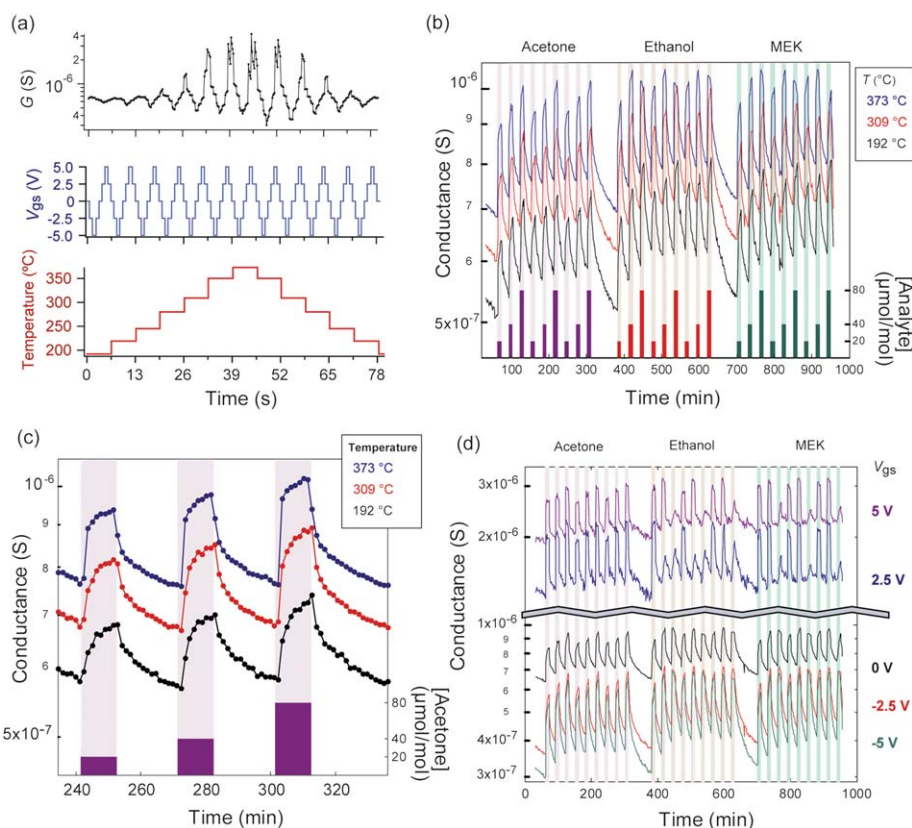 (a)
G (S)
4
2
10⁻⁶
4
V_gs (V)
5.0
2.5
0
-2.5
-5.0
Temperature (ºC)
350
300
250
200
0 13 26 39 52 65 78
Time (s)
(b)
Acetone Ethanol MEK
Conductance (S)
10⁻⁶
9
8
7
6
5x10⁻⁷
T (°C)
373 °C
309 °C
192 °C
80
40
20
[Analyte]
(μmol/mol)
100 200 300 400 500 600 700 800 900 1000
Time (min)
(c)
Temperature
373 °C
309 °C
192 °C
Conductance (S)
10⁻⁶
9
8
7
6
5x10⁻⁷
80
40
20
[Acetone]
(μmol/mol)
240 260 280 300 320
Time (min)
(d)
Acetone Ethanol MEK
V_gs
Conductance (S)
3x10⁻⁶
2x10⁻⁶
1x10⁻⁶
9
8
7
6
7
6
5
4x10⁻⁷
3x10⁻⁷
5 V
2.5 V
0 V
-2.5 V
-5 V
0 200 400 600 800 1000
Time (min)